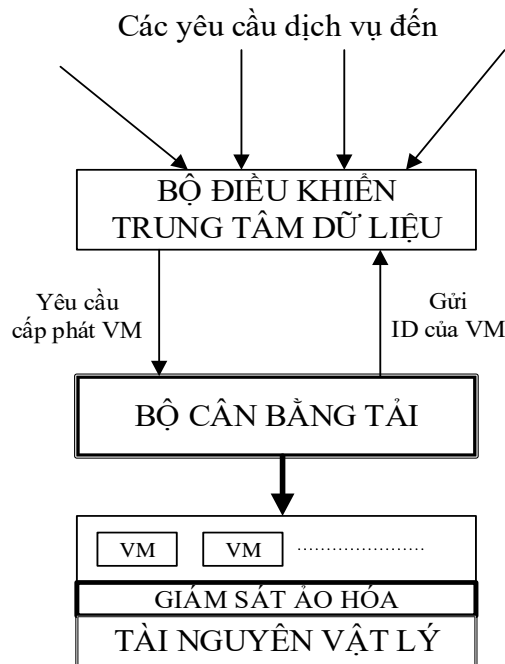 Các yêu cầu dịch vụ đến
BỘ ĐIỀU KHIỂN
TRUNG TÂM DỮ LIỆU
Yêu cầu
cấp phát VM
Gửi
ID của VM
BỘ CÂN BẰNG TẢI
VM VM ........................
GIÁM SÁT ẢO HÓA
TÀI NGUYÊN VẬT LÝ